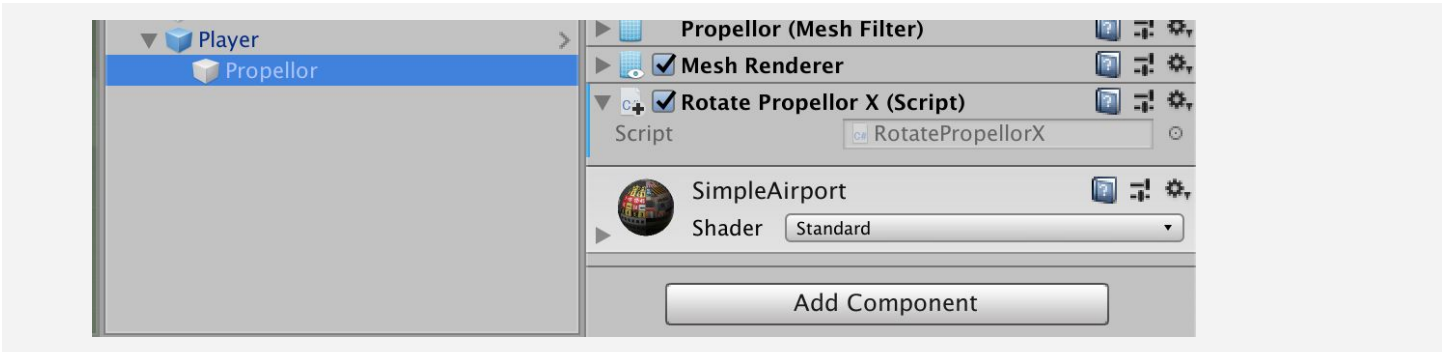 Player
Propellor
Propellor (Mesh Filter)
Mesh Renderer
C# Rotate Propellor X (Script)
Script C# RotatePropellorX
SimpleAirport
Shader Standard
Add Component